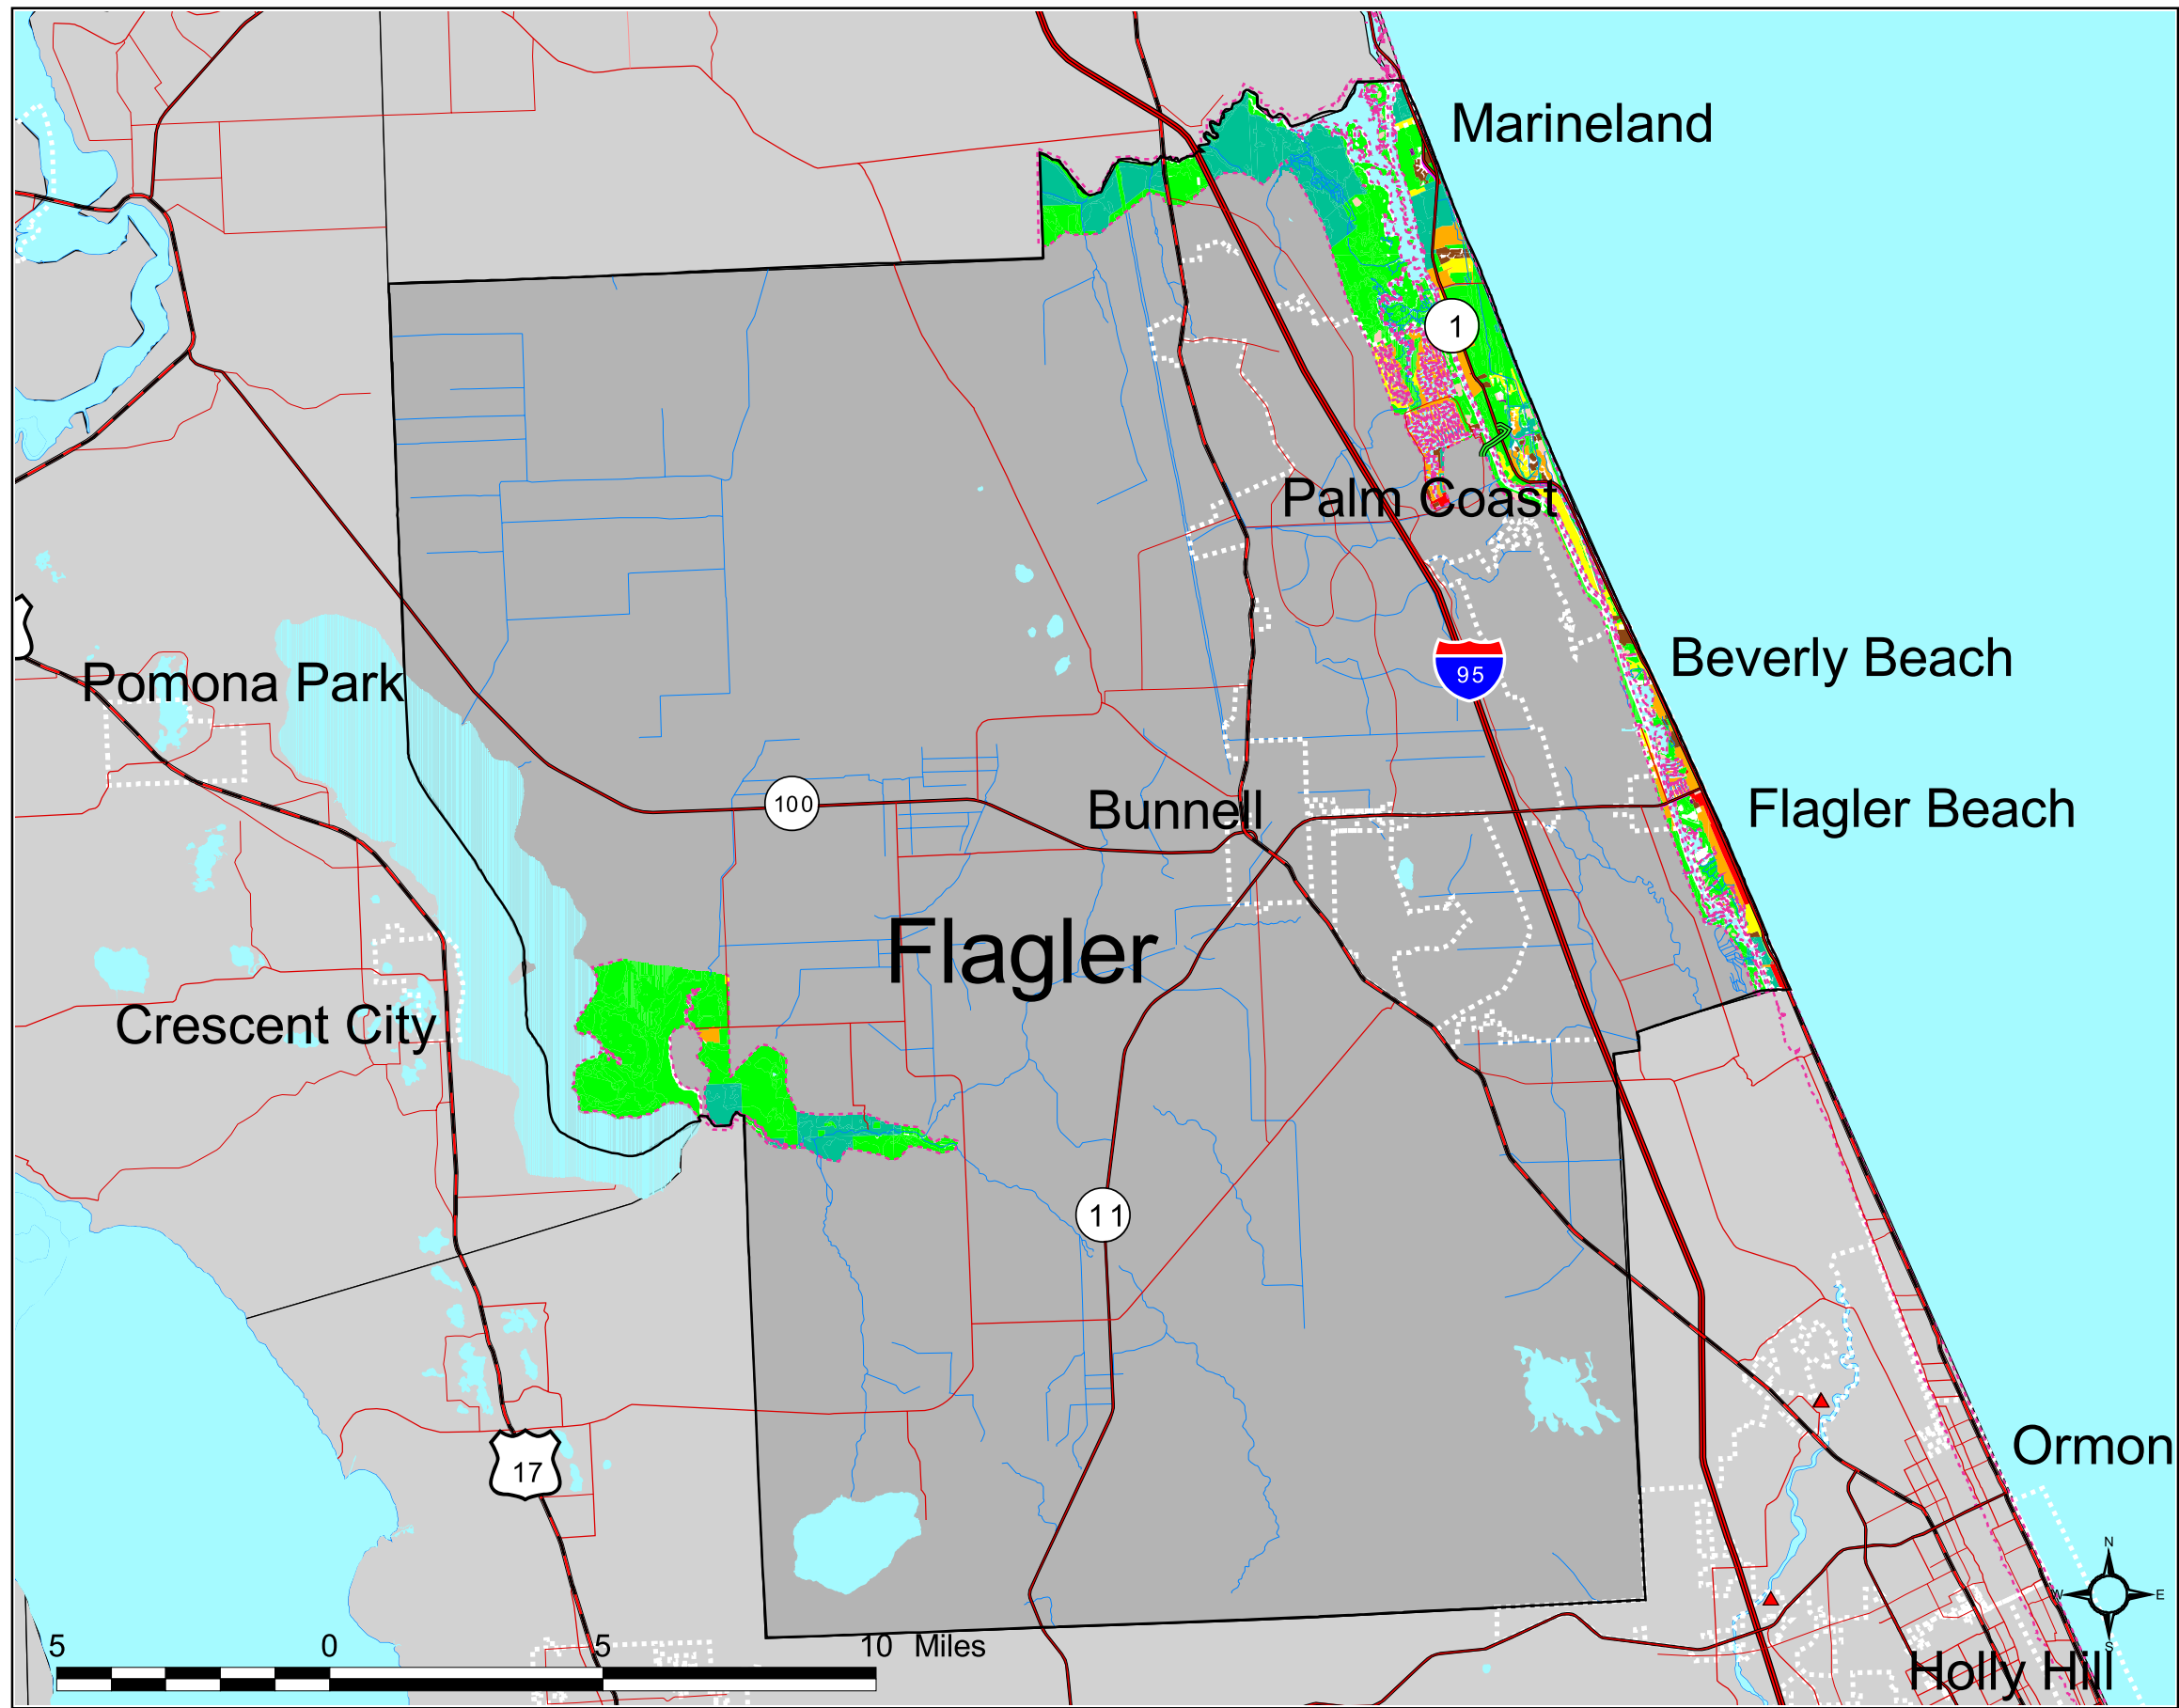 Marineland
1
Palm Coast
Beverly Beach
95
Pomona Park
100
Bunnell
Flagler Beach
Flagler
Crescent City
11
Ormon
17
N
W E
S
5 0 5 10 Miles
Holly Hill